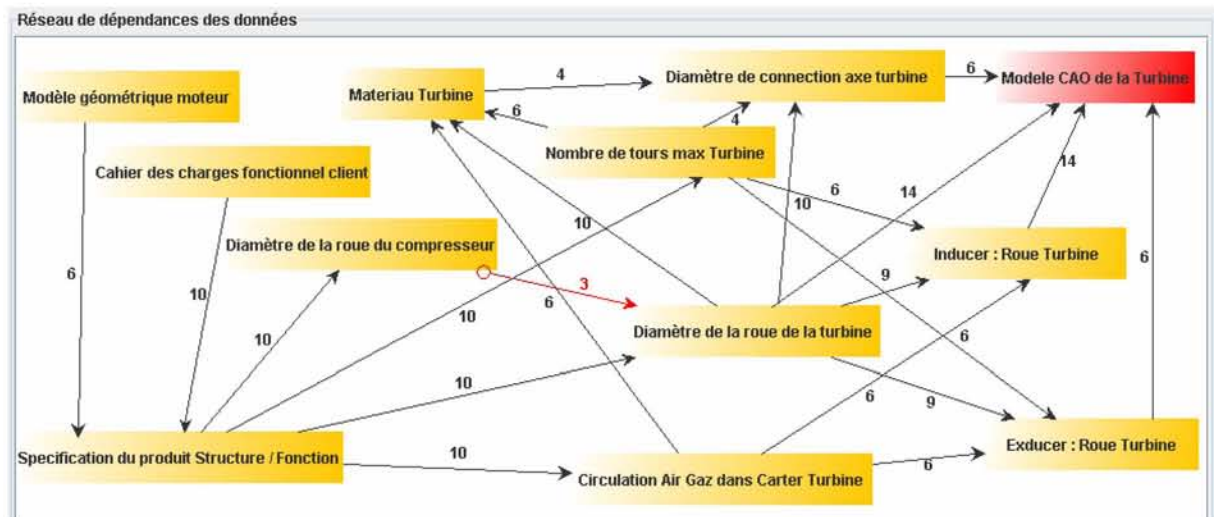 Réseau de dépendances des données
Modèle géométrique moteur
Materiau Turbine
4
Diamètre de connection axe turbine
6
Modele CAO de la Turbine
6
4
Nombre de tours max Turbine
Cahier des charges fonctionnel client
14
6
14
10
10
Diamètre de la roue du compresseur
Inducer : Roue Turbine
6
10
3
9
6
6
10
Diamètre de la roue de la turbine
6
10
10
6
9
Specification du produit Structure / Fonction
10
Circulation Air Gaz dans Carter Turbine
6
Exducer : Roue Turbine